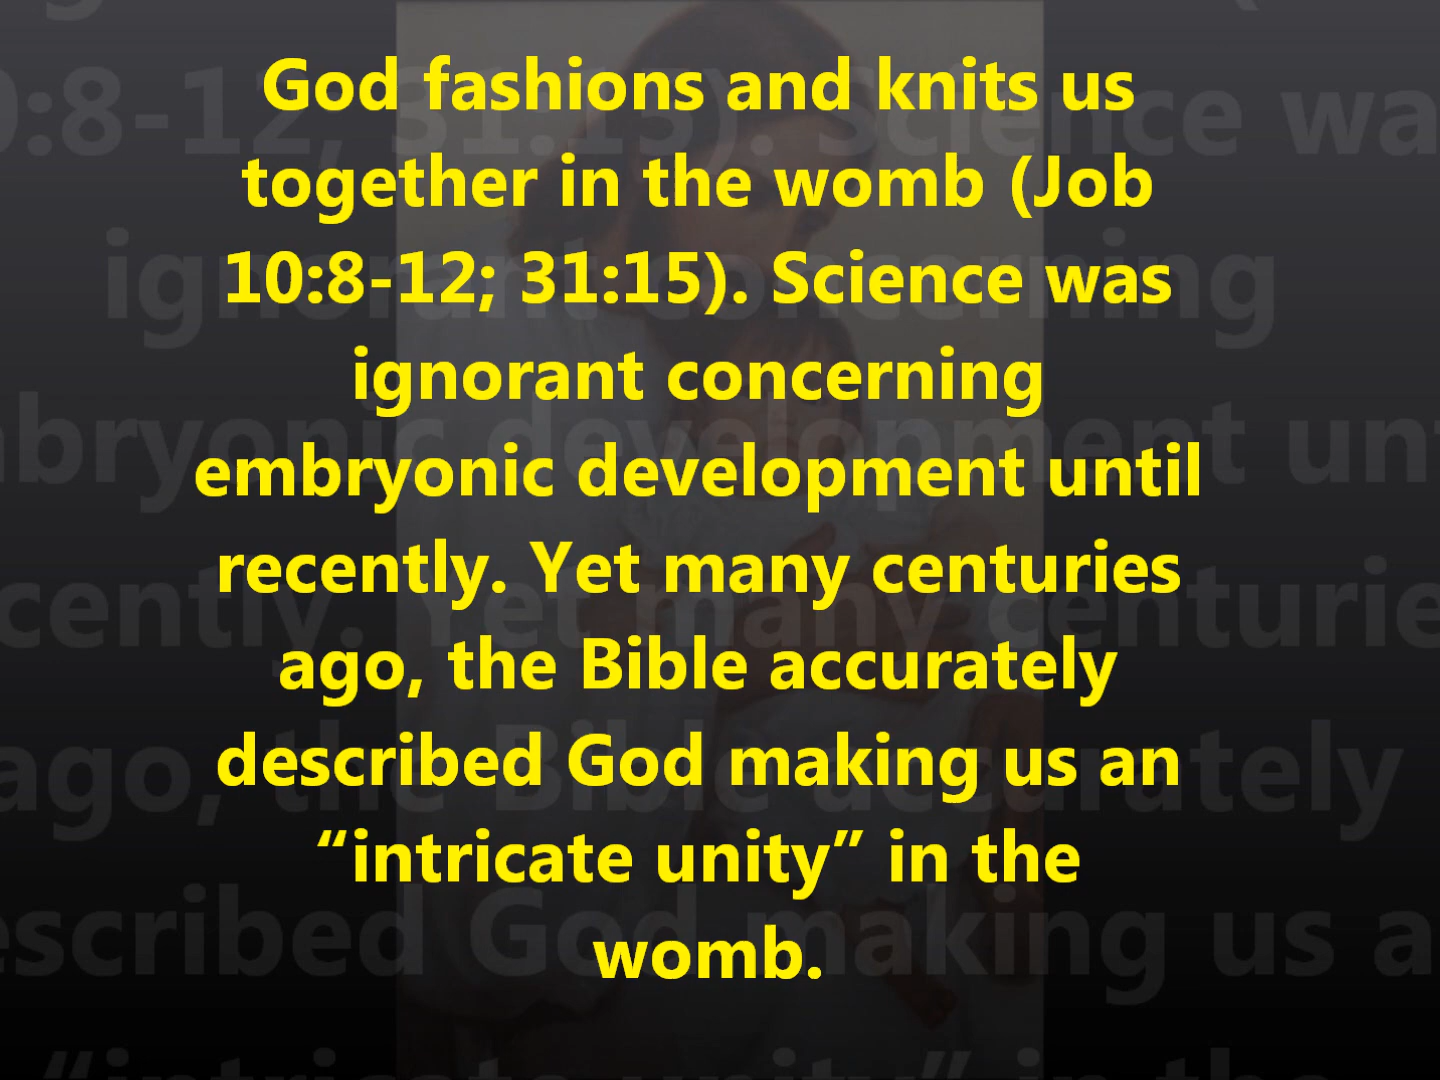 God fashions and knits us
together in the womb (Job
10:8-12; 31:15). Science was
ignorant concerning
embryonic development until
recently. Yet many centuries
ago, the Bible accurately
described God making us an
“intricate unity” in the
womb.